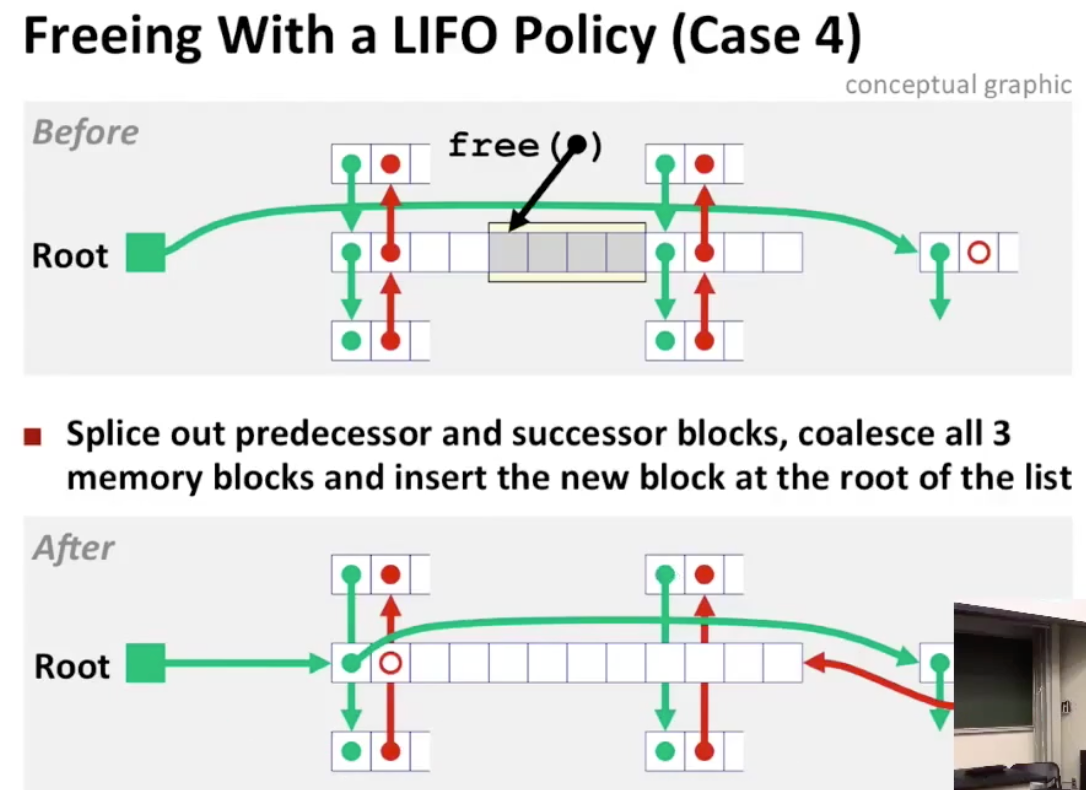 Freeing With a LIFO Policy (Case 4)
conceptual graphic
Before
free( )
Root
Splice out predecessor and successor blocks, coalesce all 3
memory blocks and insert the new block at the root of the list
After
Root